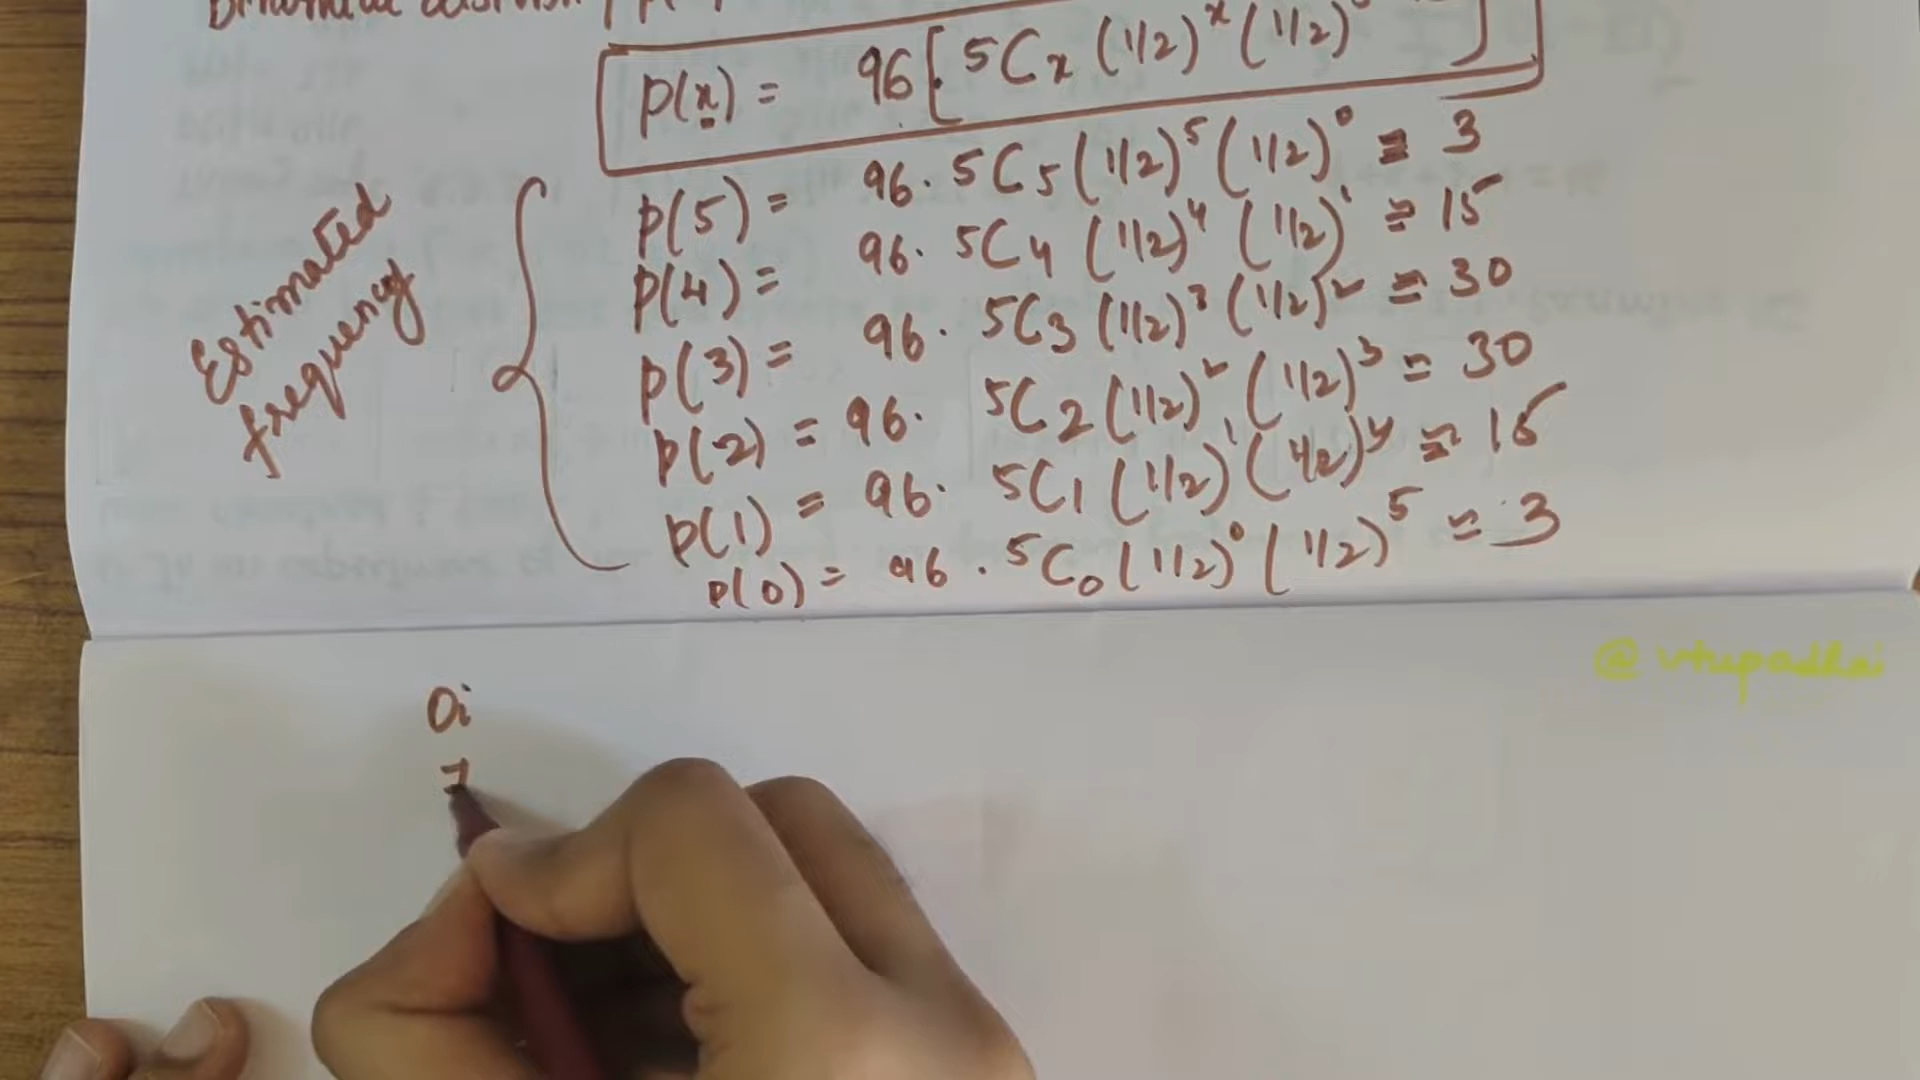 p(x) = 96[ 5Cx (1/2)^x (1/2)
p(5) = 96. 5C5 (1/2)^5 (1/2)^0 = 3
p(4) = 96. 5C4 (1/2)^4 (1/2)^1 = 15
p(3) = 96. 5C3 (1/2)^3 (1/2)^2 = 30
p(2) = 96. 5C2 (1/2)^2 (1/2)^3 = 30
p(1) = 96. 5C1 (1/2)^1 (1/2)^4 = 15
p(0) = 96. 5C0 (1/2)^0 (1/2)^5 = 3
Estimated
frequency
@vtupadhai
Oi
7